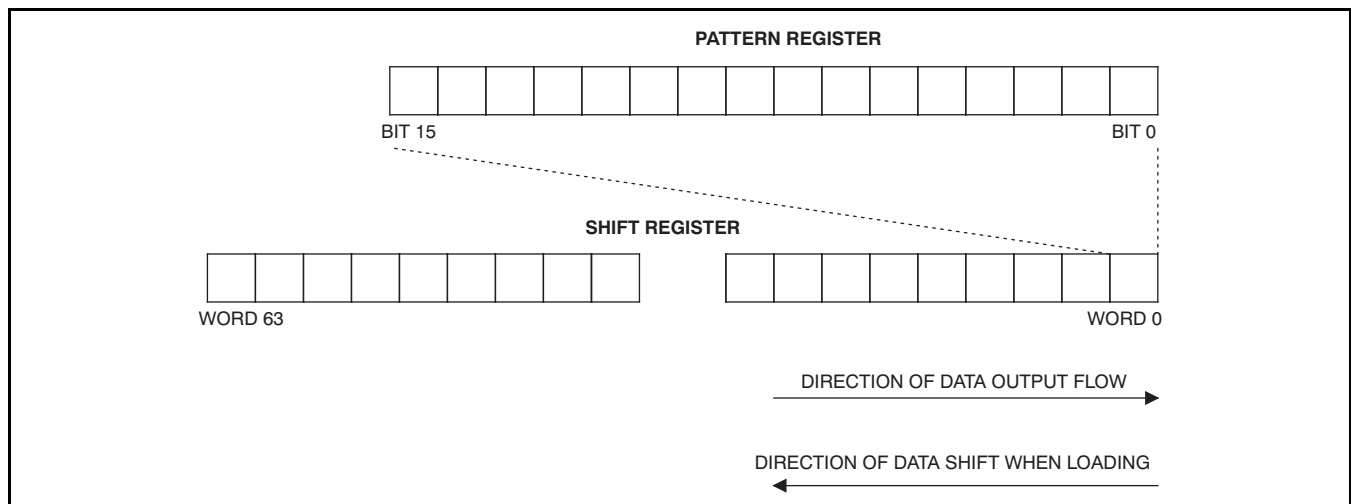 PATTERN REGISTER
BIT 15
BIT 0
SHIFT REGISTER
WORD 63
WORD 0
DIRECTION OF DATA OUTPUT FLOW
DIRECTION OF DATA SHIFT WHEN LOADING